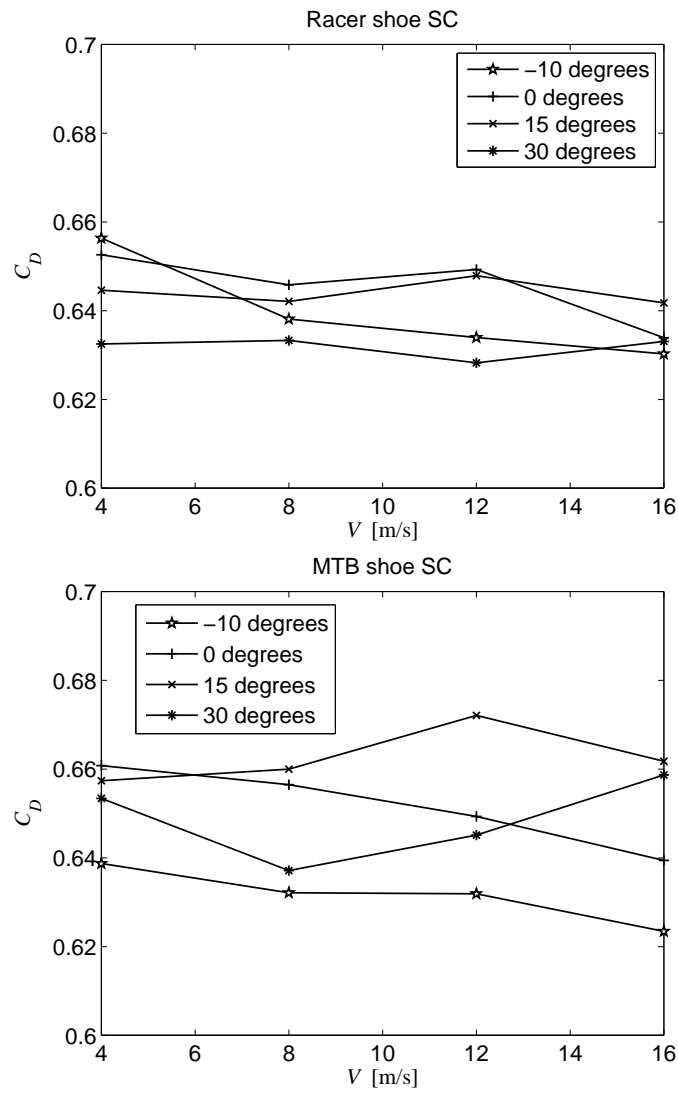 Racer shoe SC
0.7
0.68
0.66
0.64
0.62
0.6
C_D
−10 degrees
0 degrees
15 degrees
30 degrees
4 6 8 10 12 14 16
V [m/s]
MTB shoe SC
0.7
0.68
0.66
0.64
0.62
0.6
C_D
−10 degrees
0 degrees
15 degrees
30 degrees
4 6 8 10 12 14 16
V [m/s]